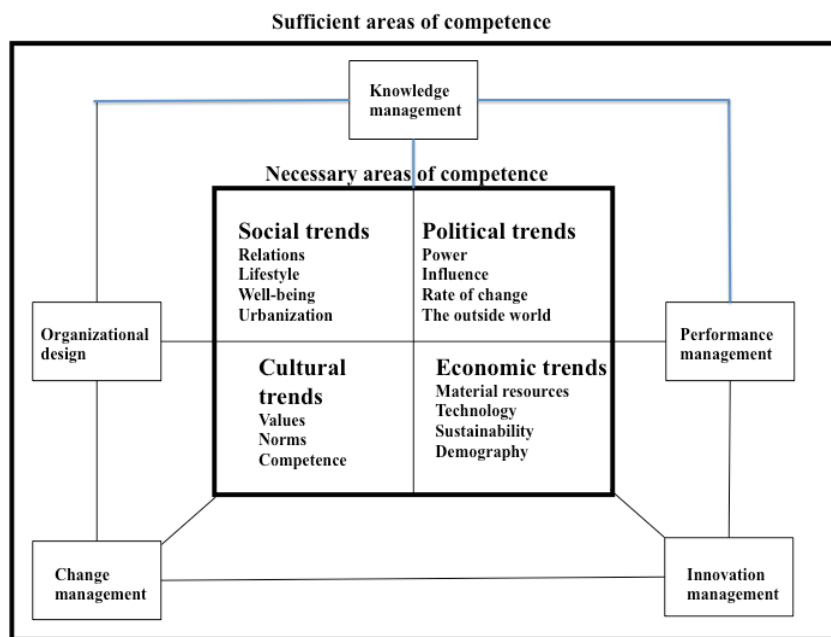 Sufficient areas of competence
Knowledge
management
Necessary areas of competence
Social trends
Relations
Lifestyle
Well-being
Urbanization
Political trends
Power
Influence
Rate of change
The outside world
Organizational
design
Performance
management
Cultural
trends
Values
Norms
Competence
Economic trends
Material resources
Technology
Sustainability
Demography
Change
management
Innovation
management